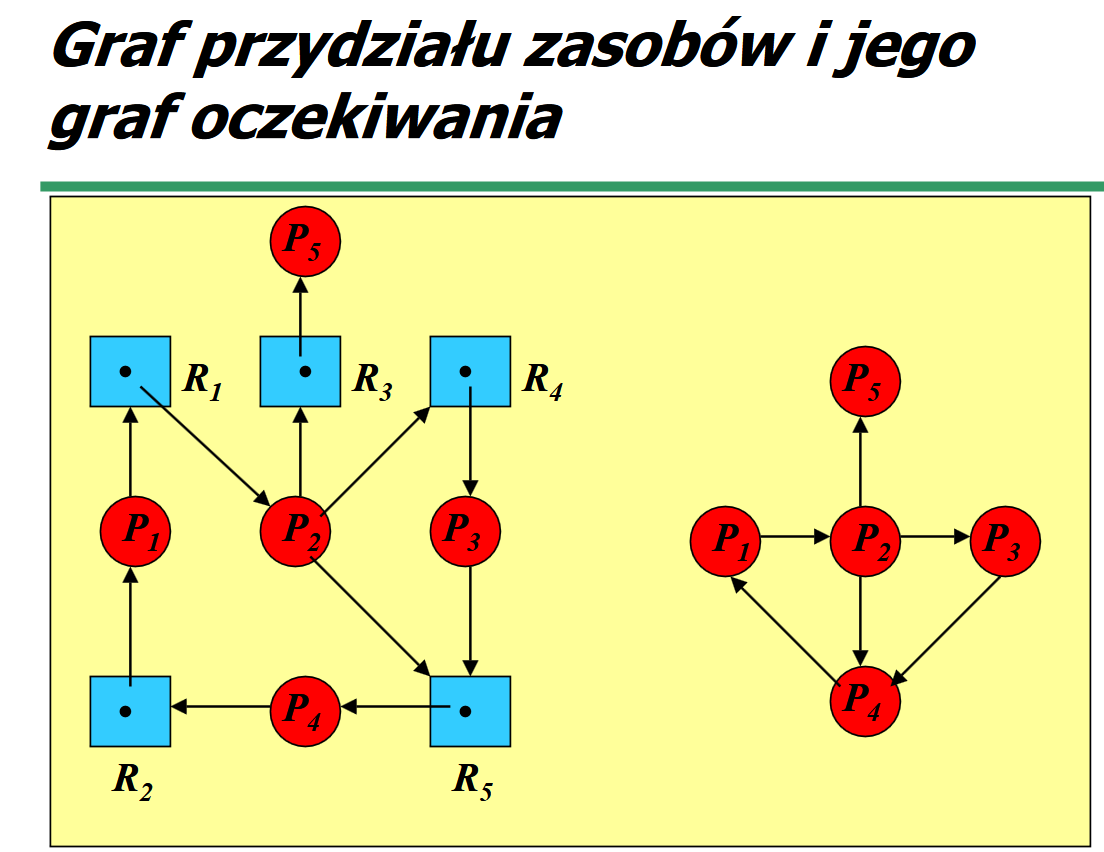 Graf przydziału zasobów i jego
graf oczekiwania
P5
R1 R3 R4
P5
P1 P2 P3
P1 P2 P3
P4
P4
R2 R5